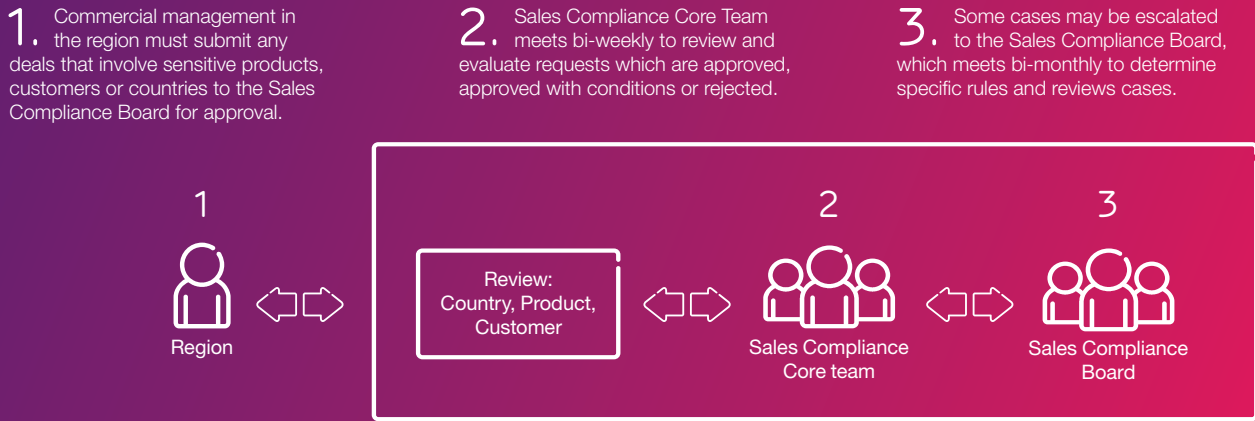 1. Commercial management in
the region must submit any
deals that involve sensitive products,
customers or countries to the Sales
Compliance Board for approval.
2. Sales Compliance Core Team
meets bi-weekly to review and
evaluate requests which are approved,
approved with conditions or rejected.
3. Some cases may be escalated
to the Sales Compliance Board,
which meets bi-monthly to determine
specific rules and reviews cases.
1
Region
Review:
Country, Product,
Customer
2
Sales Compliance
Core team
3
Sales Compliance
Board